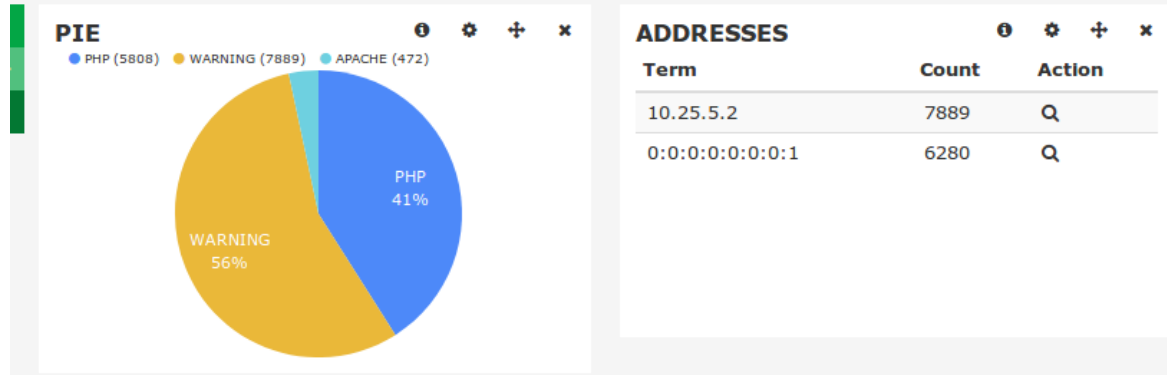 PIE
PHP (5808) WARNING (7889) APACHE (472)
PHP
41%
WARNING
56%
ADDRESSES
Term Count Action
10.25.5.2 7889
0:0:0:0:0:0:0:1 6280